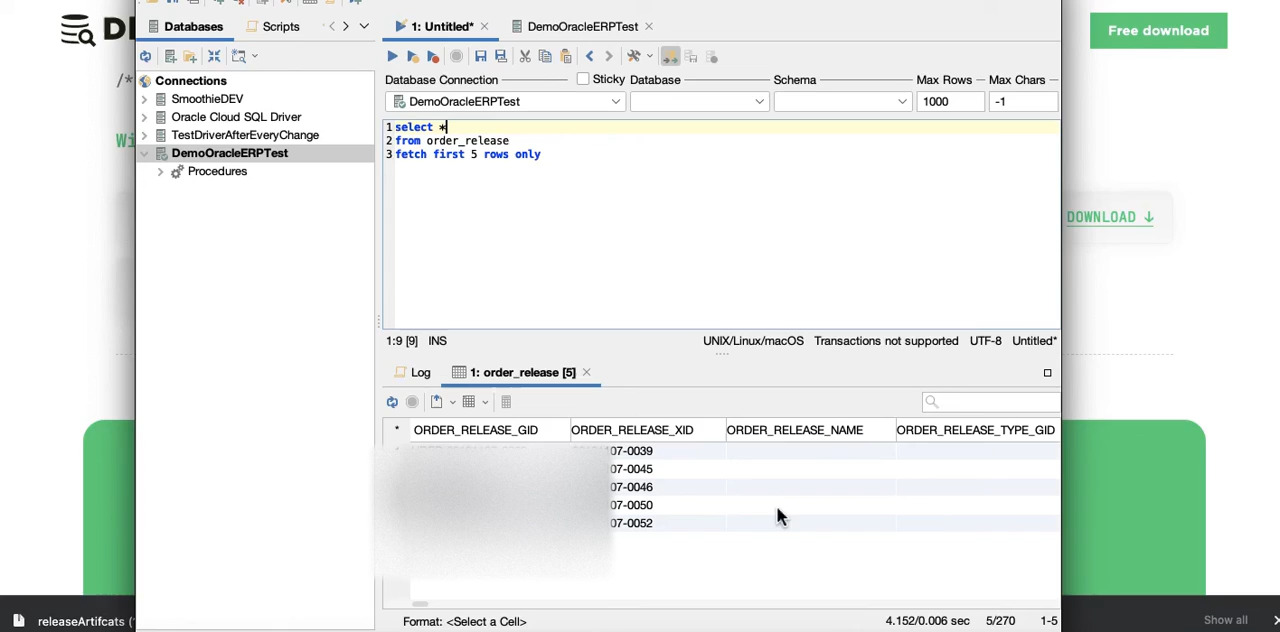 D
Free download
/*
Wi
DOWNLOAD ↓
Databases
Scripts
1: Untitled*
DemoOracleERPTest
Connections
SmoothieDEV
Oracle Cloud SQL Driver
TestDriverAfterEveryChange
DemoOracleERPTest
Procedures
Database Connection
Sticky
Database
Schema
Max Rows
Max Chars
DemoOracleERPTest
1000
-1
1 select *
2 from order_release
3 fetch first 5 rows only
1:9 [9] INS
UNIX/Linux/macOS Transactions not supported UTF-8 Untitled*
Log
1: order_release [5]
* ORDER_RELEASE_GID ORDER_RELEASE_XID ORDER_RELEASE_NAME ORDER_RELEASE_TYPE_GID
07-0039
07-0045
07-0046
07-0050
07-0052
Format: <Select a Cell>
4.152/0.006 sec 5/270 1-5
releaseArtifcats (
Show all